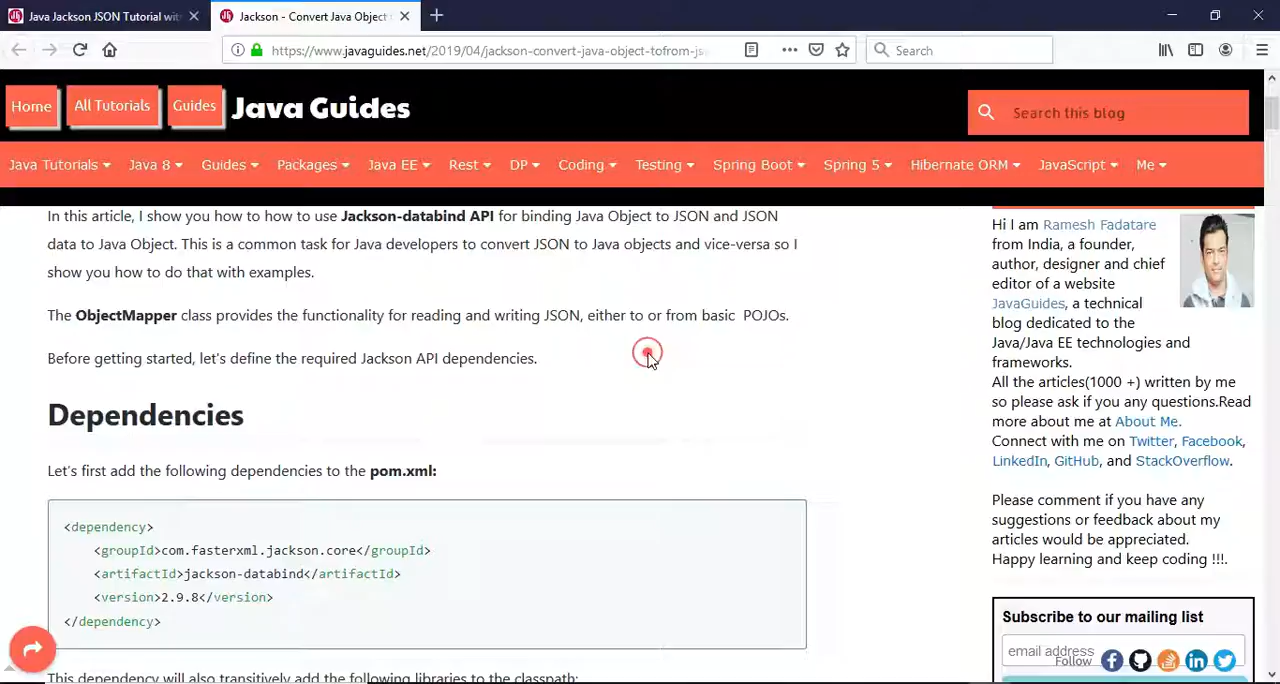 Java Jackson JSON Tutorial wit
Jackson - Convert Java Object
https://www.javaguides.net/2019/04/jackson-convert-java-object-tofrom-js
Search
Home
All Tutorials
Guides
Java Guides
Search this blog
Java Tutorials
Java 8
Guides
Packages
Java EE
Rest
DP
Coding
Testing
Spring Boot
Spring 5
Hibernate ORM
JavaScript
Me
In this article, I show you how to how to use Jackson-databind API for binding Java Object to JSON and JSON
data to Java Object. This is a common task for Java developers to convert JSON to Java objects and vice-versa so I
show you how to do that with examples.
The ObjectMapper class provides the functionality for reading and writing JSON, either to or from basic POJOs.
Before getting started, let's define the required Jackson API dependencies.
Dependencies
Let's first add the following dependencies to the pom.xml:
<dependency>
<groupId>com.fasterxml.jackson.core</groupId>
<artifactId>jackson-databind</artifactId>
<version>2.9.8</version>
</dependency>
This dependency will also transitively add the following libraries to the classpath:
Hi I am Ramesh Fadatare
from India, a founder,
author, designer and chief
editor of a website
JavaGuides, a technical
blog dedicated to the
Java/Java EE technologies and
frameworks.
All the articles(1000 +) written by me
so please ask if you any questions.Read
more about me at About Me.
Connect with me on Twitter, Facebook,
LinkedIn, GitHub, and StackOverflow.
Please comment if you have any
suggestions or feedback about my
articles would be appreciated.
Happy learning and keep coding !!!.
Subscribe to our mailing list
email address
Follow